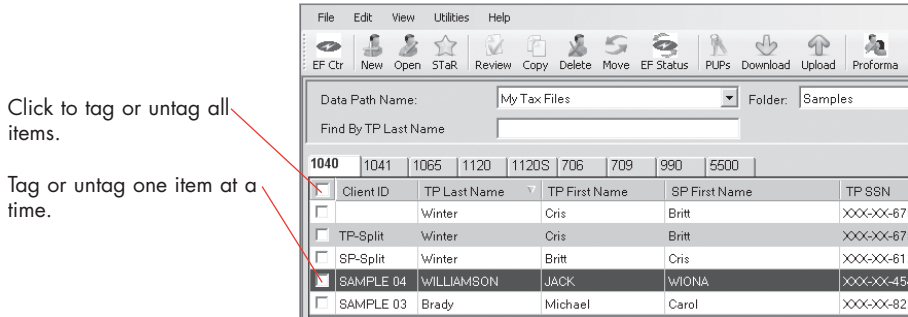 File Edit View Utilities Help
EF Ctr New Open STaR Review Copy Delete Move EF Status PUPs Download Upload Proforma
Click to tag or untag all
items.
Tag or untag one item at a
time.
Data Path Name: My Tax Files Folder: Samples
Find By TP Last Name
1040 1041 1065 1120 1120S 706 709 990 5500
Client ID TP Last Name TP First Name SP First Name TP SSN
Winter Cris Britt XXX-XX-67
TP-Split Winter Cris Britt XXX-XX-67
SP-Split Winter Britt Cris XXX-XX-61
SAMPLE 04 WILLIAMSON JACK WIONA XXX-XX-454
SAMPLE 03 Brady Michael Carol XXX-XX-82